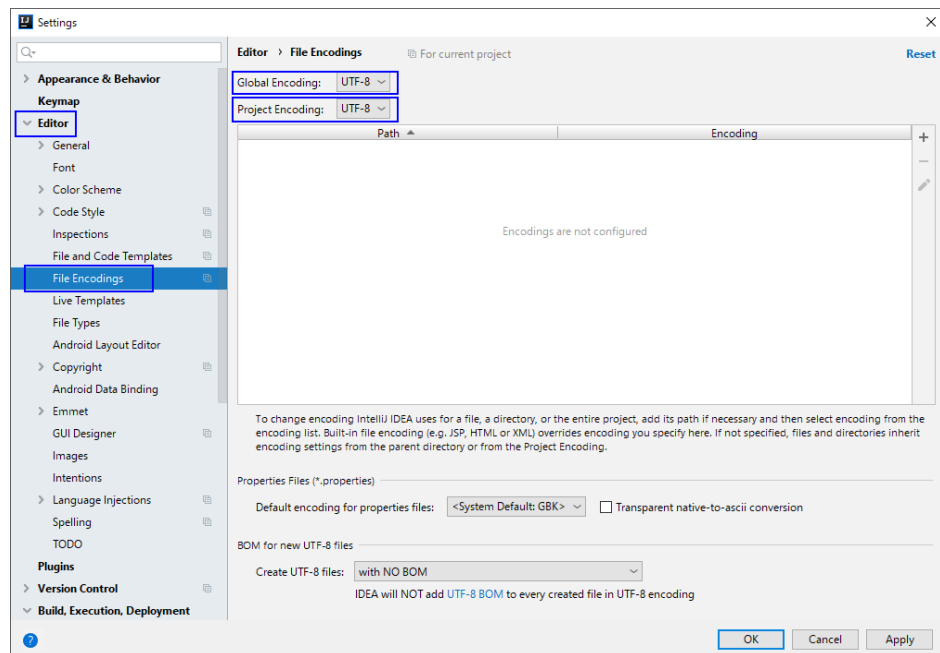 IJ Settings
Appearance & Behavior
Keymap
Editor
General
Font
Color Scheme
Code Style
Inspections
File and Code Templates
File Encodings
Live Templates
File Types
Android Layout Editor
Copyright
Android Data Binding
Emmet
GUI Designer
Images
Intentions
Language Injections
Spelling
TODO
Plugins
Version Control
Build, Execution, Deployment
?
Editor › File Encodings For current project Reset
Global Encoding: UTF-8
Project Encoding: UTF-8
Path Encoding
Encodings are not configured
To change encoding IntelliJ IDEA uses for a file, a directory, or the entire project, add its path if necessary and then select encoding from the
encoding list. Built-in file encoding (e.g. JSP, HTML or XML) overrides encoding you specify here. If not specified, files and directories inherit
encoding settings from the parent directory or from the Project Encoding.
Properties Files (*.properties)
Default encoding for properties files: <System Default: GBK> Transparent native-to-ascii conversion
BOM for new UTF-8 files
Create UTF-8 files: with NO BOM
IDEA will NOT add UTF-8 BOM to every created file in UTF-8 encoding
OK Cancel Apply